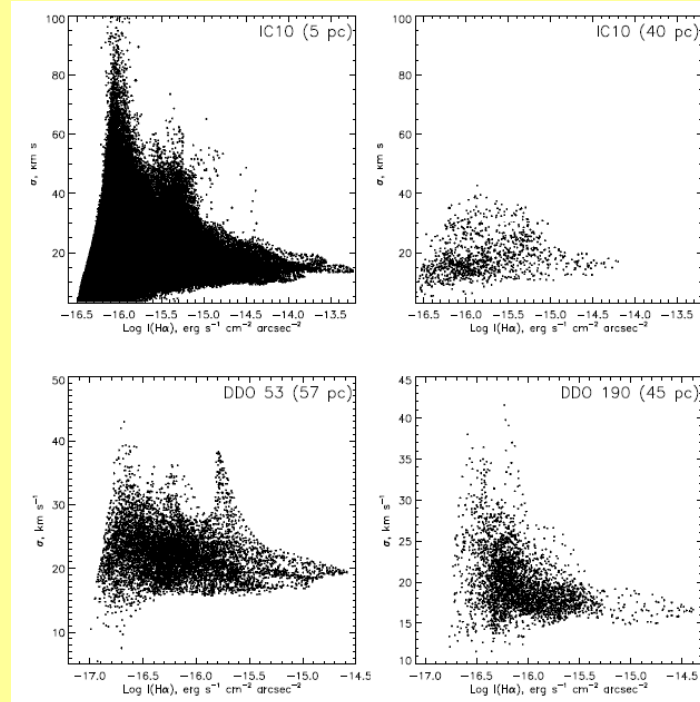 IC10 (5 pc)
100
80
60
40
20
σ, km s
-16.5 -16.0 -15.5 -15.0 -14.5 -14.0 -13.5
Log I(Hα), erg s⁻¹ cm⁻² arcsec⁻²
IC10 (40 pc)
100
80
60
40
20
σ, km s
-16.5 -16.0 -15.5 -15.0 -14.5 -14.0 -13.5
Log I(Hα), erg s⁻¹ cm⁻² arcsec⁻²
DDO 53 (57 pc)
50
40
30
20
10
σ, km s⁻¹
-17.0 -16.5 -16.0 -15.5 -15.0 -14.5
Log I(Hα), erg s⁻¹ cm⁻² arcsec⁻²
DDO 190 (45 pc)
45
40
35
30
25
20
15
10
σ, km s⁻¹
-17.0 -16.5 -16.0 -15.5 -15.0 -14.5
Log I(Hα), erg s⁻¹ cm⁻² arcsec⁻²